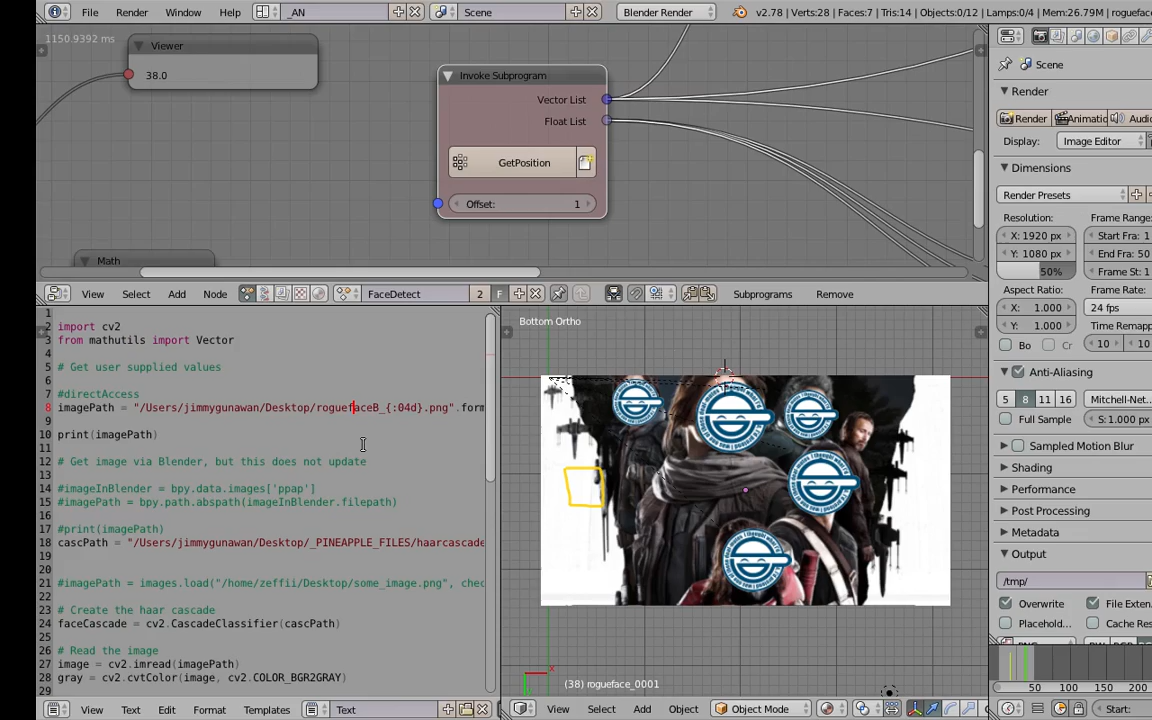 File Render Window Help _AN Scene Blender Render v2.78 | Verts:28 | Faces:7 | Tris:14 | Objects:0/12 | Lamps:0/4 | Mem:26.79M | rogueface
1150.9392 ms
Viewer
38.0
Invoke Subprogram
Vector List
Float List
GetPosition
Offset: 1
Math
View Select Add Node FaceDetect 2 F Subprograms Remove
1
2 import cv2
3 from mathutils import Vector
4
5 # Get user supplied values
6
7 #directAccess
8 imagePath = "/Users/jimmygunawan/Desktop/roguefaceB_{:04d}.png".form
9
10 print(imagePath)
11
12 # Get image via Blender, but this does not update
13
14 #imageInBlender = bpy.data.images['ppap']
15 #imagePath = bpy.path.abspath(imageInBlender.filepath)
16
17 #print(imagePath)
18 cascPath = "/Users/jimmygunawan/Desktop/_PINEAPPLE_FILES/haarcascade
19
20
21 #imagePath = images.load("/home/zeffii/Desktop/some_image.png", chec
22
23 # Create the haar cascade
24 faceCascade = cv2.CascadeClassifier(cascPath)
25
26 # Read the image
27 image = cv2.imread(imagePath)
28 gray = cv2.cvtColor(image, cv2.COLOR_BGR2GRAY)
29
View Text Edit Format Templates Text
Bottom Ortho
x
(38) rogueface_0001
View Select Add Object Object Mode
Scene
Render
Render Animatio Audio
Display: Image Editor
Dimensions
Render Presets
Resolution: Frame Range:
X: 1920 px Start Fra: 1
Y: 1080 px End Fra: 50
50% Frame St: 1
Aspect Ratio: Frame Rate:
X: 1.000 24 fps
Y: 1.000 Time Remapp
Bo Cr 10 10
Anti-Aliasing
5 8 11 16 Mitchell-Net...
Full Sample S: 1.000 px
Sampled Motion Blur
Shading
Performance
Post Processing
Metadata
Output
/tmp/
Overwrite File Exten.
Placehold... Cache Res
50 100 150 200
Start: